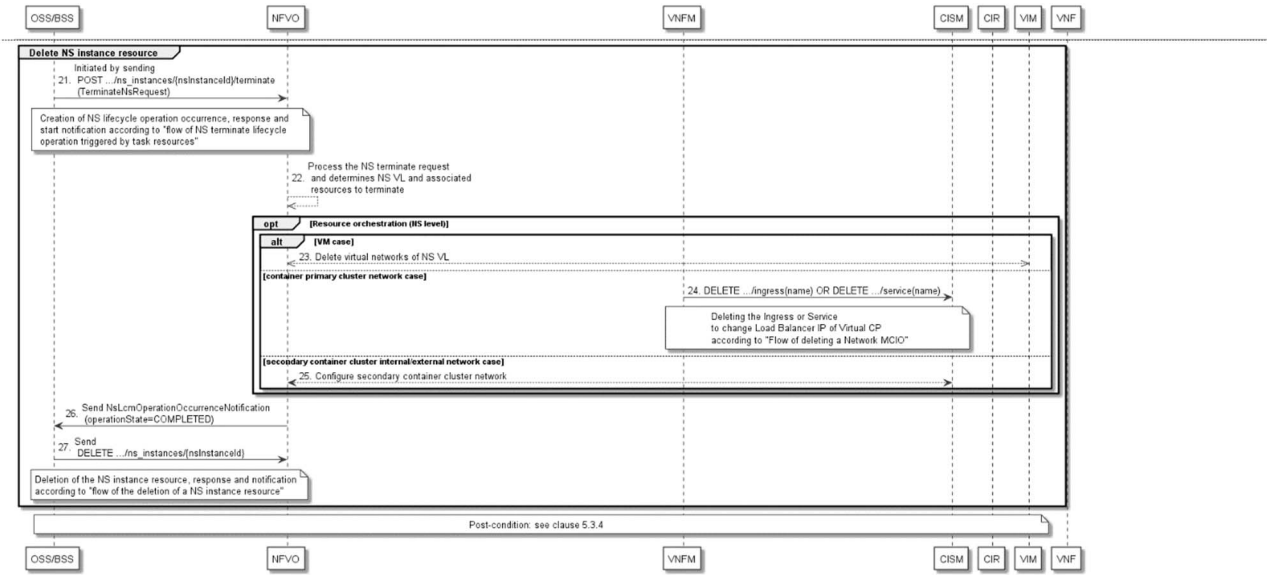 OSS/BSS NFVO VNFM CISM CIR VIM VNF
Delete NS instance resource
Initiated by sending
21. POST .../ns_instances/{nsInstanceId}/terminate
(TerminateNsRequest)
Creation of NS lifecycle operation occurrence, response and
start notification according to "flow of NS terminate lifecycle
operation triggered by task resources"
Process the NS terminate request
22. and determines NS VL and associated
resources to terminate
opt [Resource orchestration (NS level)]
alt [VM case]
23. Delete virtual networks of NS VL
[container primary cluster network case]
24. DELETE .../ingress(name) OR DELETE .../service(name)
Deleting the Ingress or Service
to change Load Balancer IP of Virtual CP
according to "Flow of deleting a Network MCIO"
[secondary container cluster internal/external network case]
25. Configure secondary container cluster network
26. Send NsLcmOperationOccurrenceNotification
(operationState=COMPLETED)
27. Send
DELETE .../ns_instances/{nsInstanceId}
Deletion of the NS instance resource, response and notification
according to "flow of the deletion of a NS instance resource"
Post-condition: see clause 5.3.4
OSS/BSS NFVO VNFM CISM CIR VIM VNF